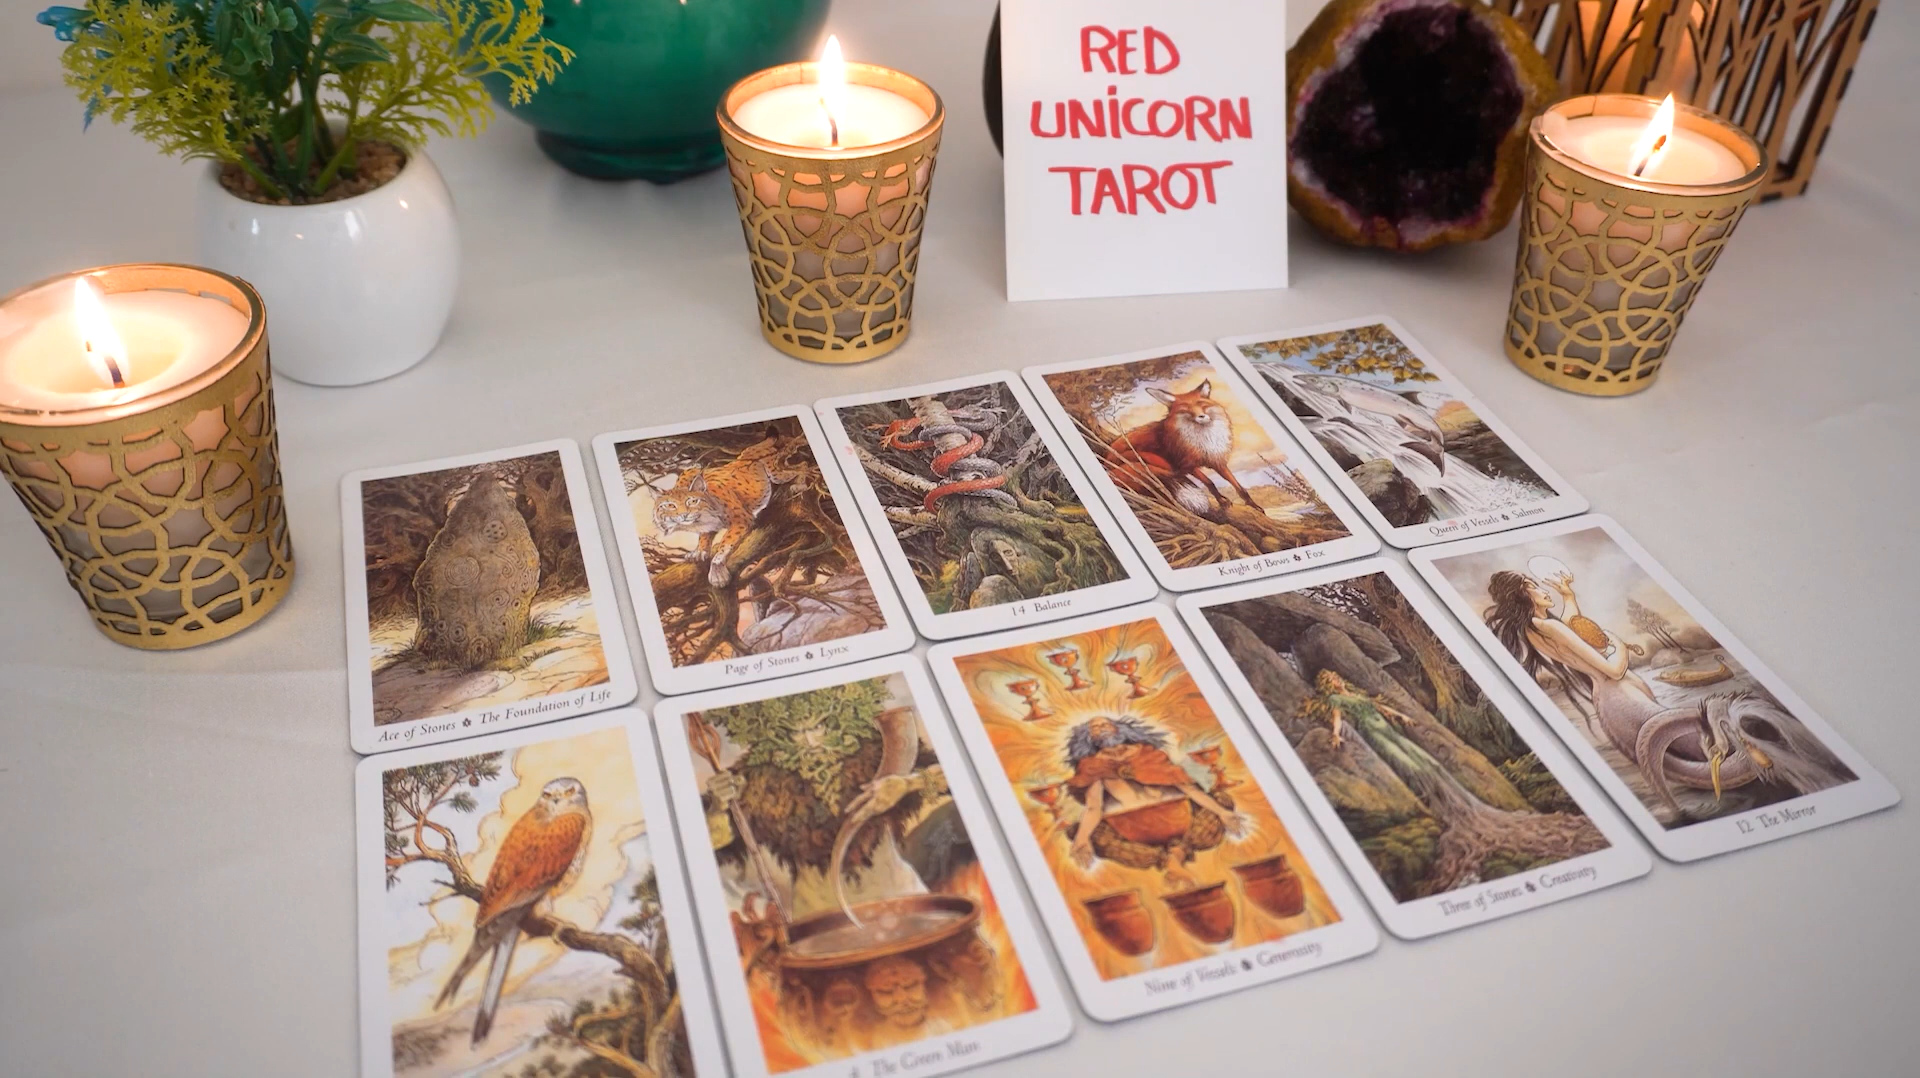 RED
UNiCORN
TAROT
Queen of Vessels Salmon
Knight of Bows Fox
14 Balance
Page of Stones Lynx
Ace of Stones The Foundation of Life
12 The Mirror
Three of Stones Creativity
Nine of Vessels Generosity
4 The Green Man